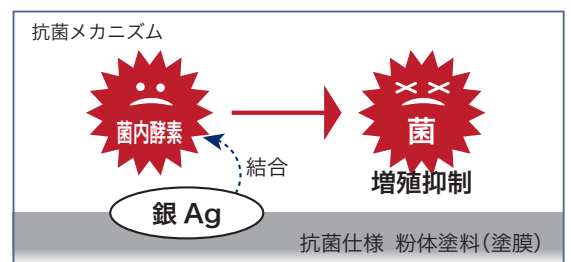 抗菌メカニズム
菌内酵素
菌
結合
増殖抑制
銀 Ag
抗菌仕様 粉体塗料(塗膜)